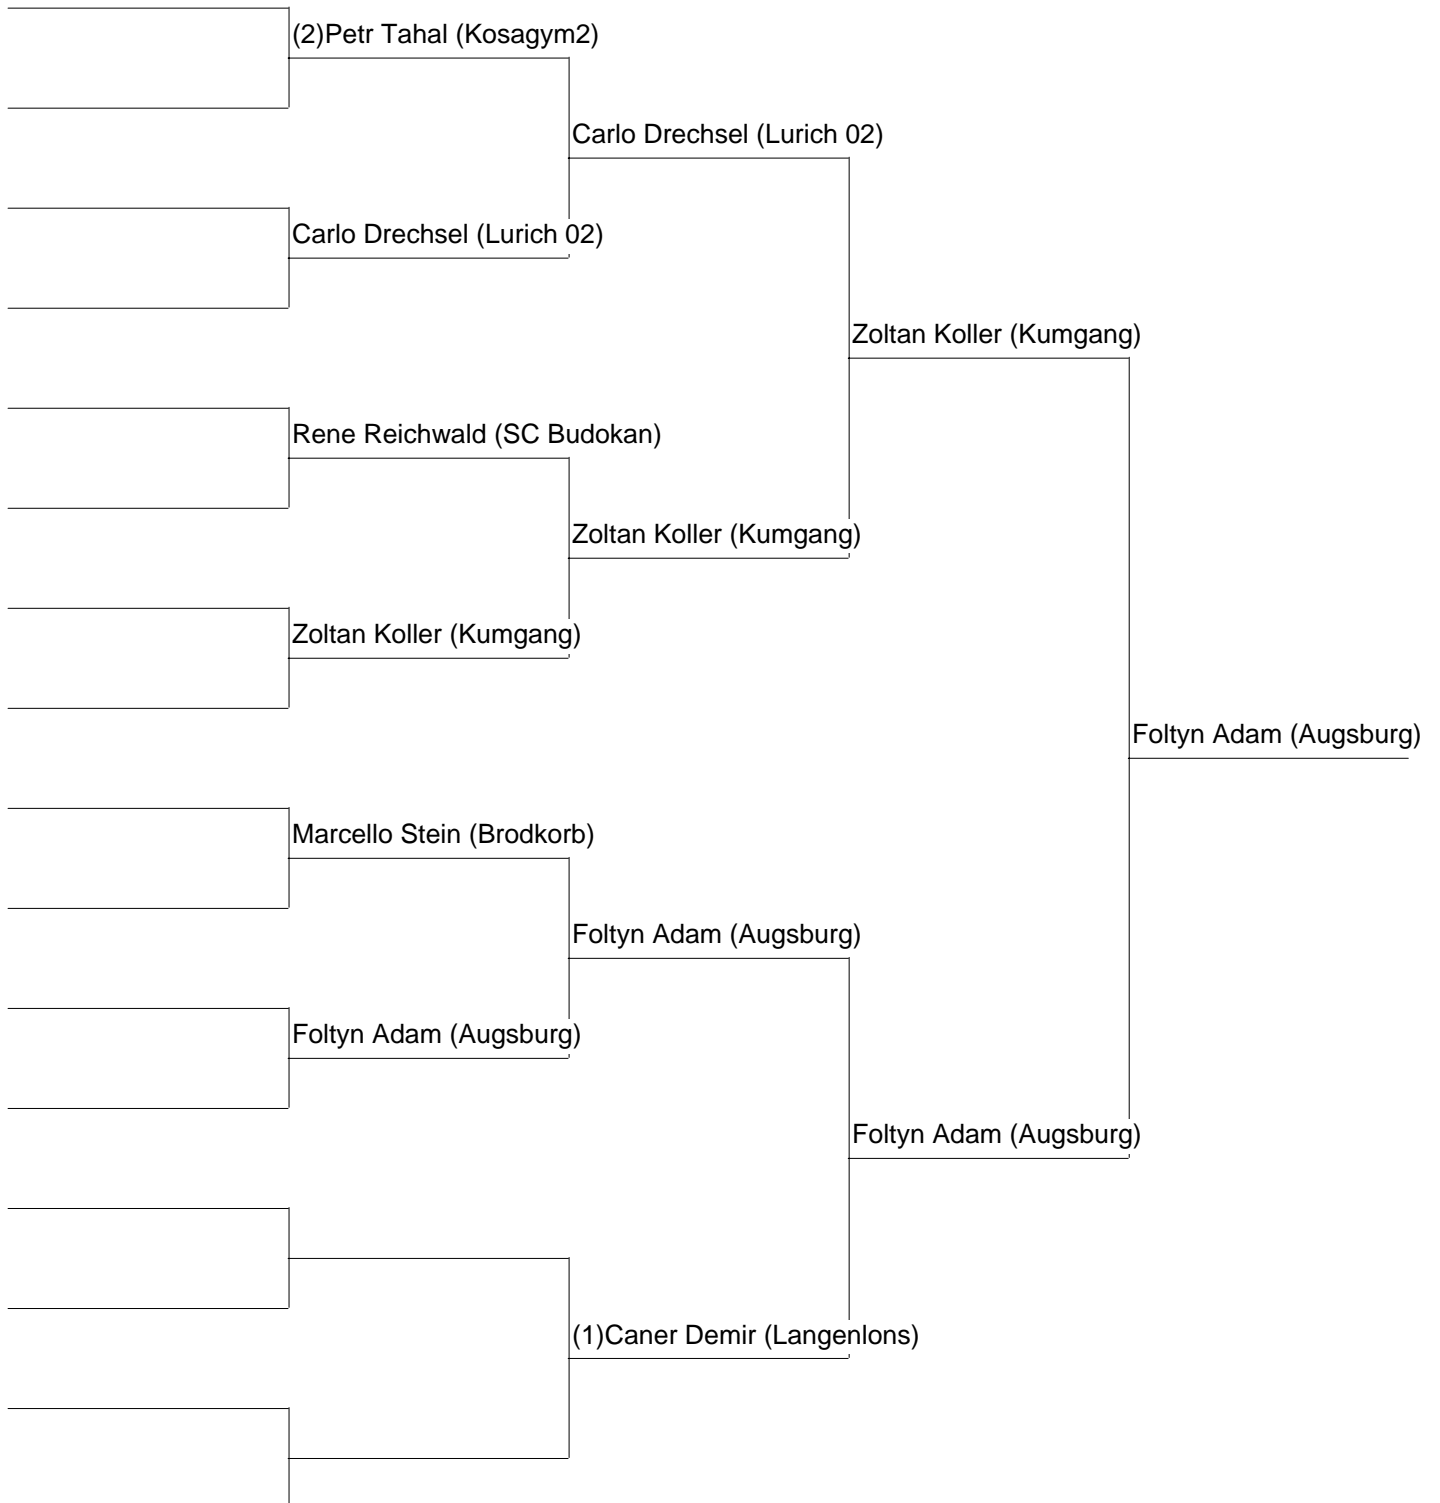 (2)Petr Tahal (Kosagym2)
Carlo Drechsel (Lurich 02)
Carlo Drechsel (Lurich 02)
Zoltan Koller (Kumgang)
Rene Reichwald (SC Budokan)
Zoltan Koller (Kumgang)
Zoltan Koller (Kumgang)
Foltyn Adam (Augsburg)
Marcello Stein (Brodkorb)
Foltyn Adam (Augsburg)
Foltyn Adam (Augsburg)
Foltyn Adam (Augsburg)
(1)Caner Demir (Langenlons)